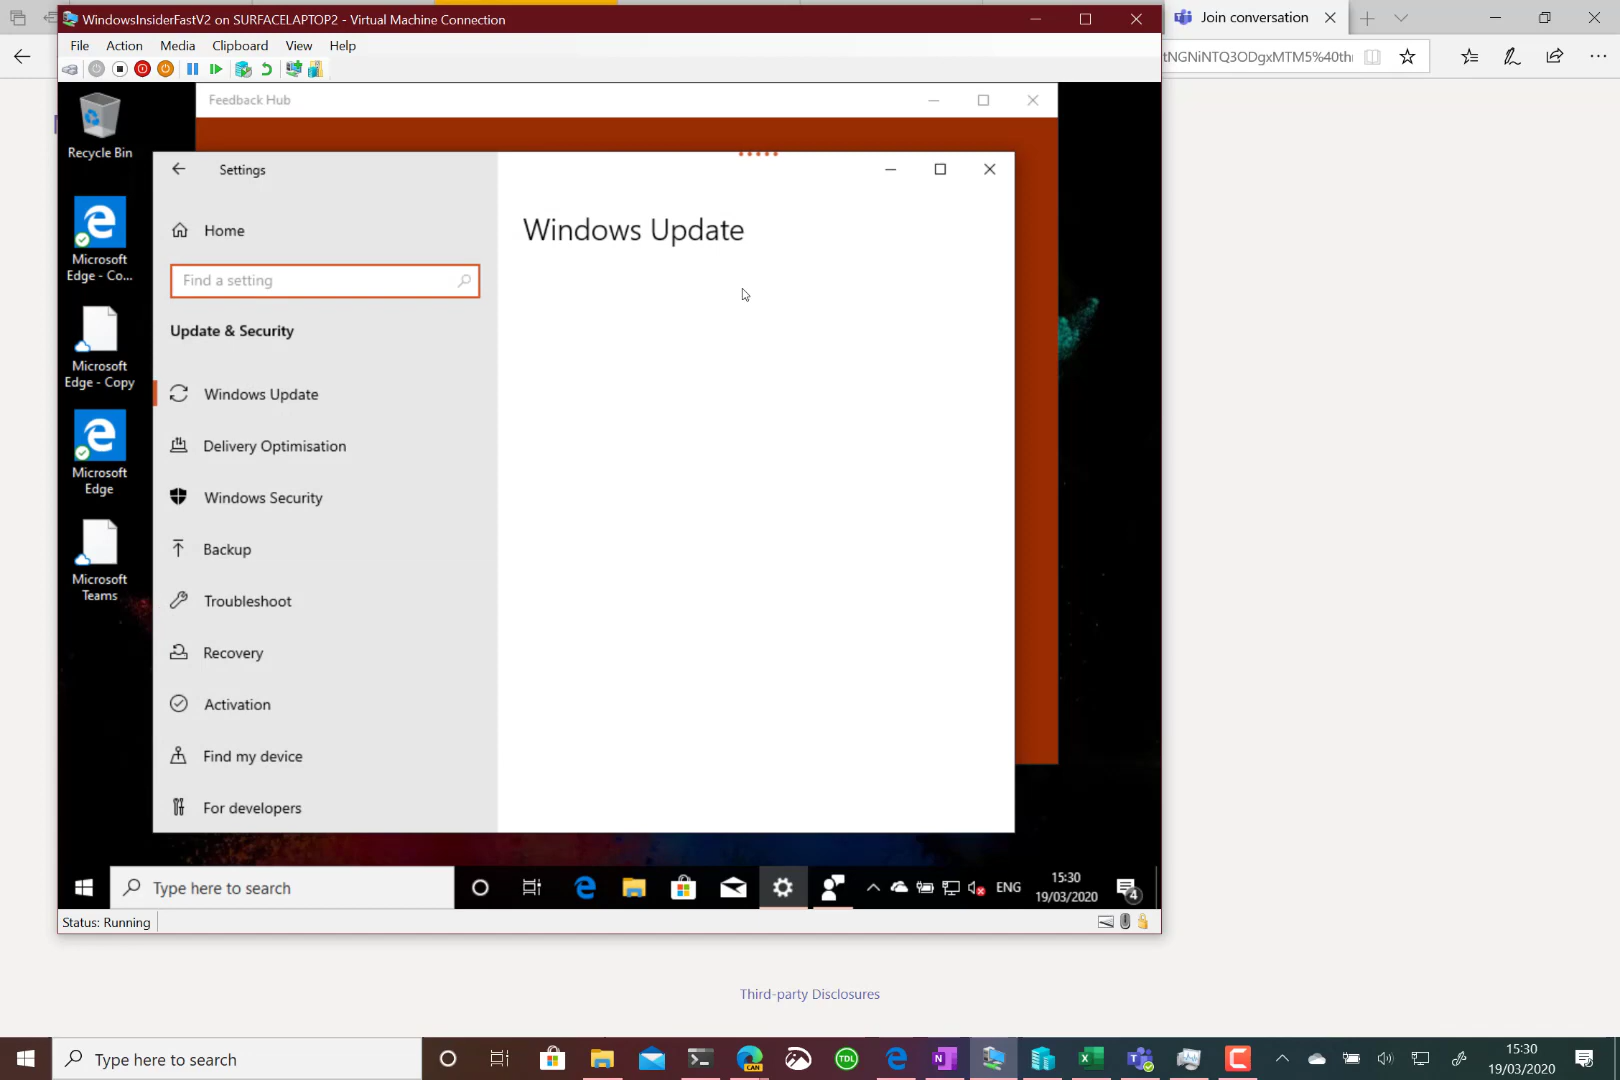 WindowsInsiderFastV2 on SURFACELAPTOP2 - Virtual Machine Connection
Join conversation
File Action Media Clipboard View Help
tNGNiNTQ3ODgxMTM5%40thr
Feedback Hub
Recycle Bin
Microsoft
Edge - Co...
Microsoft
Edge - Copy
Microsoft
Edge
Microsoft
Teams
Settings
Home
Find a setting
Update & Security
Windows Update
Delivery Optimisation
Windows Security
Backup
Troubleshoot
Recovery
Activation
Find my device
For developers
Windows Update
Type here to search
ENG
15:30
19/03/2020
4
Status: Running
Third-party Disclosures
Type here to search
CAN
TDL
15:30
19/03/2020